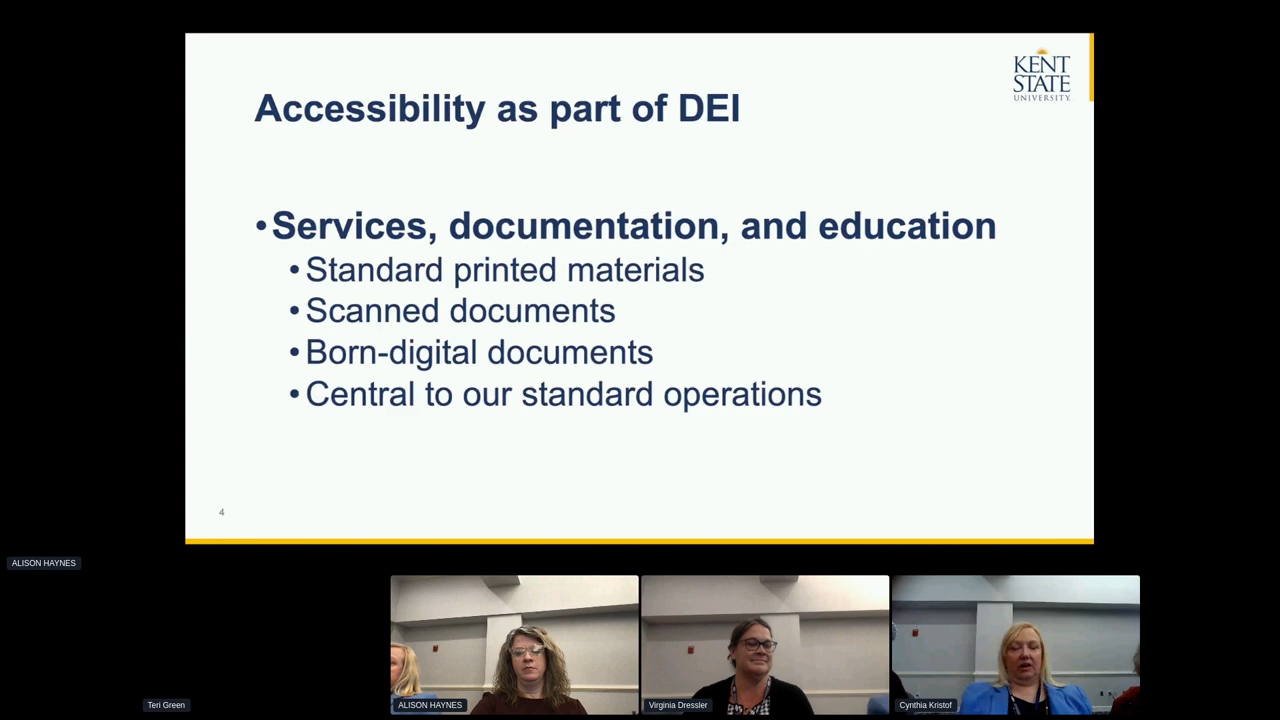 KENT
STATE
UNIVERSITY
Accessibility as part of DEI
•Services, documentation, and education
•Standard printed materials
•Scanned documents
•Born-digital documents
•Central to our standard operations
4
ALISON HAYNES
Teri Green
ALISON HAYNES
Virginia Dressler
Cynthia Kristof